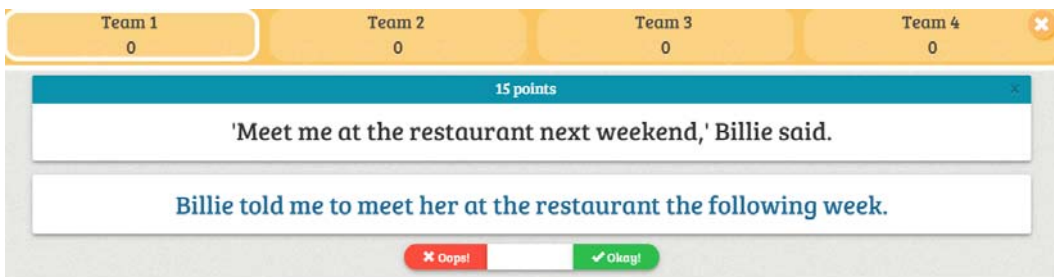 Team 1 Team 2 Team 3 Team 4
0 0 0 0
15 points x
'Meet me at the restaurant next weekend,' Billie said.
Billie told me to meet her at the restaurant the following week.
✖ Oops! ✔ Okay!